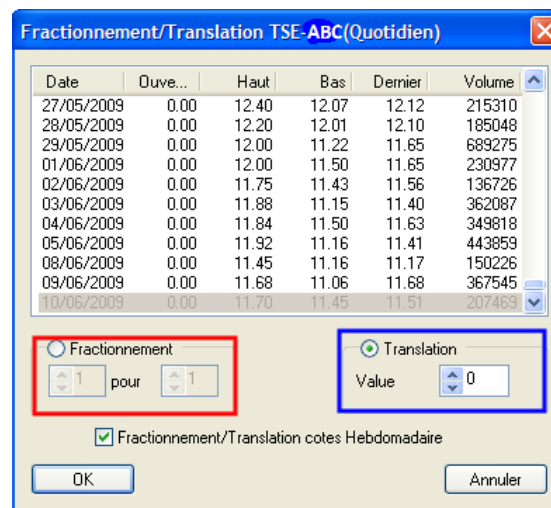 Fractionnement/Translation TSE-ABC(Quotidien)
Date Ouve... Haut Bas Dernier Volume
27/05/2009 0.00 12.40 12.07 12.12 215310
28/05/2009 0.00 12.20 12.01 12.10 185048
29/05/2009 0.00 12.00 11.22 11.65 689275
01/06/2009 0.00 12.00 11.50 11.65 230977
02/06/2009 0.00 11.75 11.43 11.56 136726
03/06/2009 0.00 11.88 11.15 11.40 362087
04/06/2009 0.00 11.84 11.50 11.63 349818
05/06/2009 0.00 11.92 11.16 11.41 443859
08/06/2009 0.00 11.45 11.16 11.17 150226
09/06/2009 0.00 11.68 11.06 11.68 367545
10/06/2009 0.00 11.70 11.45 11.51 207469
Fractionnement Translation
1 pour 1 Value 0
Fractionnement/Translation cotes Hebdomadaire
OK Annuler